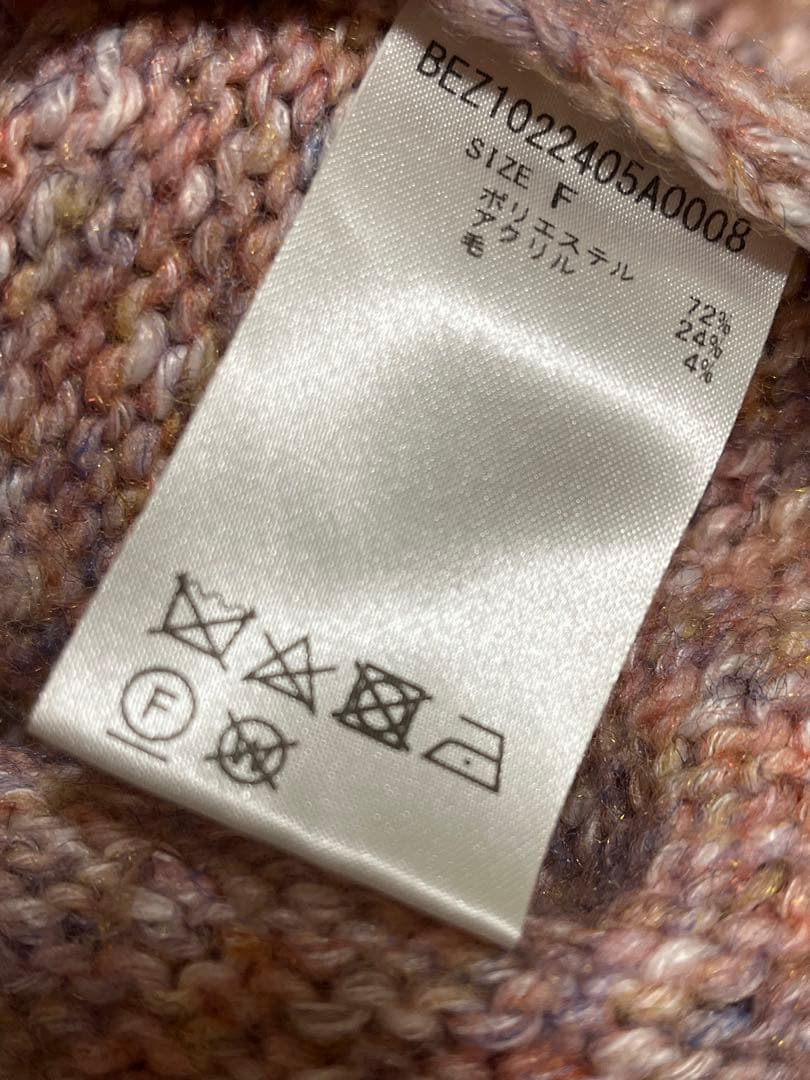 BEZ1022405A0008
SIZE F
ポリエステル 72%
アクリル 24%
毛 4%
F
W